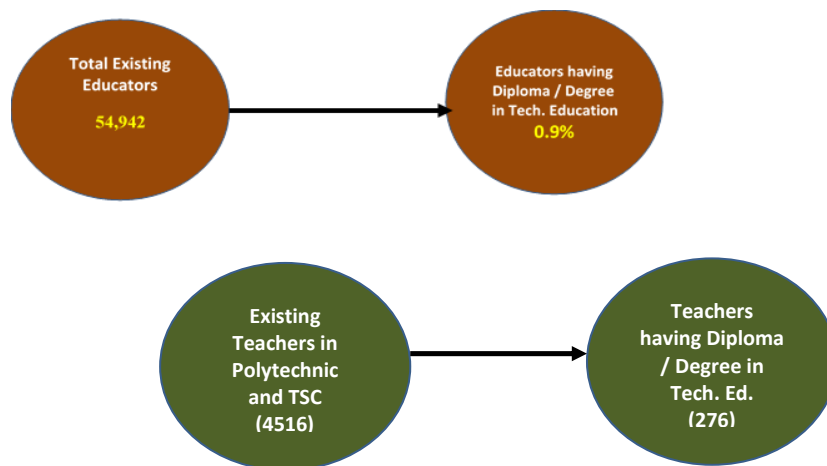 Total Existing
Educators
54,942
Educators having
Diploma / Degree
in Tech. Education
0.9%
Existing
Teachers in
Polytechnic
and TSC
(4516)
Teachers
having Diploma
/ Degree in
Tech. Ed.
(276)